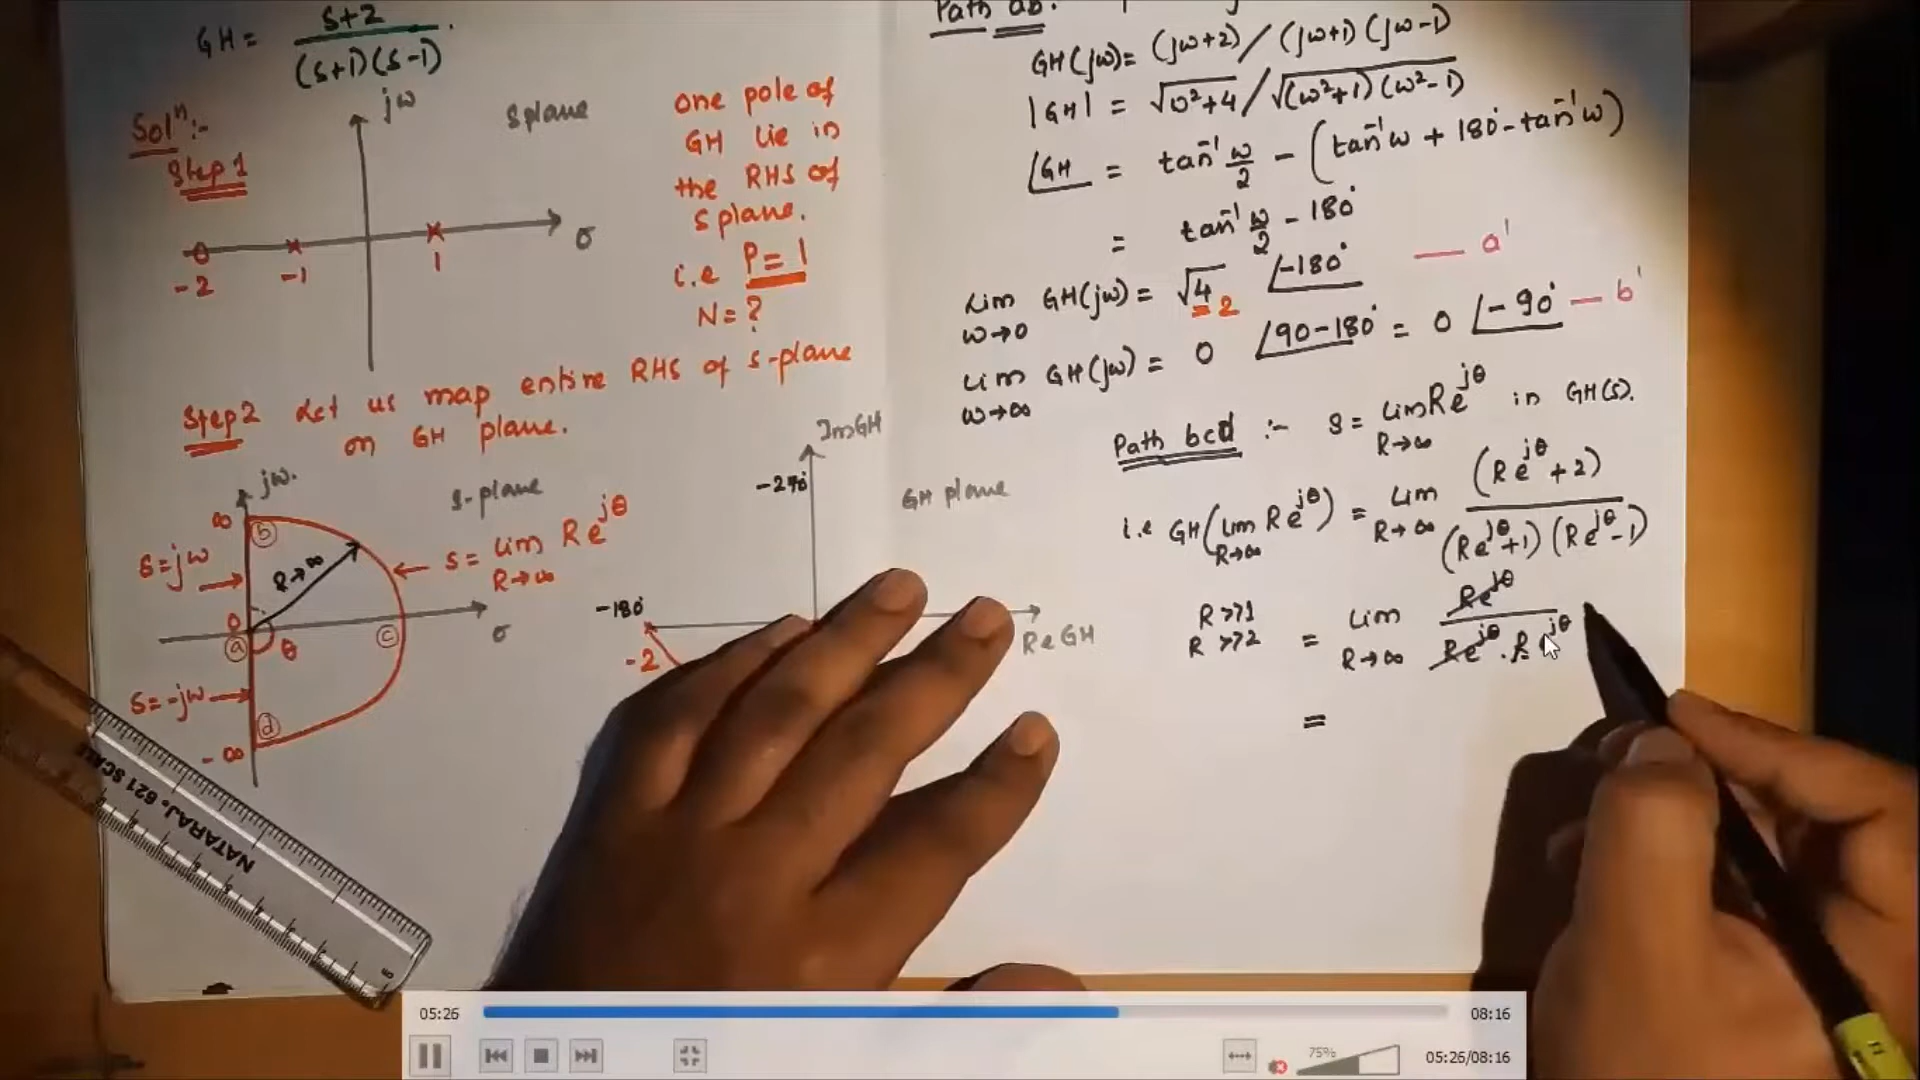 GH = s+2 / (s+1)(s-1).
Solⁿ:-
Step 1
jω
S plane
σ
-2 -1 1
one pole of
GH lie in
the RHS of
S plane.
i.e P = 1
N = ?
Step 2 Let us map entire RHS of s-plane
on GH plane.
jω.
s-plane
∞
b
S = jω
R→∞
s = lim Re^jθ
R→∞
0
a
θ
c
σ
S = -jω
d
-∞
ImGH
-270°
GH plane
-180°
-2
ReGH
NATARAJ. 621 SCALE
Path ab:
GH(jω) = (jω+2) / (jω+1)(jω-1)
|GH| = √ω²+4 / √(ω²+1)(ω²-1)
∠GH = tan⁻¹ ω/2 - (tan⁻¹ω + 180° - tan⁻¹ω)
= tan⁻¹ ω/2 - 180°
Lim GH(jω) = √4 ∠-180° — a'
ω→0 = 2
Lim GH(jω) = 0 ∠90-180° = 0 ∠-90° — b'
ω→∞
Path bcd :- s = lim Re^jθ in GH(s).
R→∞
i.e GH(lim Re^jθ) = Lim (Re^jθ+2) / (Re^jθ+1)(Re^jθ-1)
R→∞ R→∞
R>>1
R>>2 = Lim Re^jθ / Re^jθ . Re^jθ
R→∞
=
05:26
08:16
75%
05:26/08:16